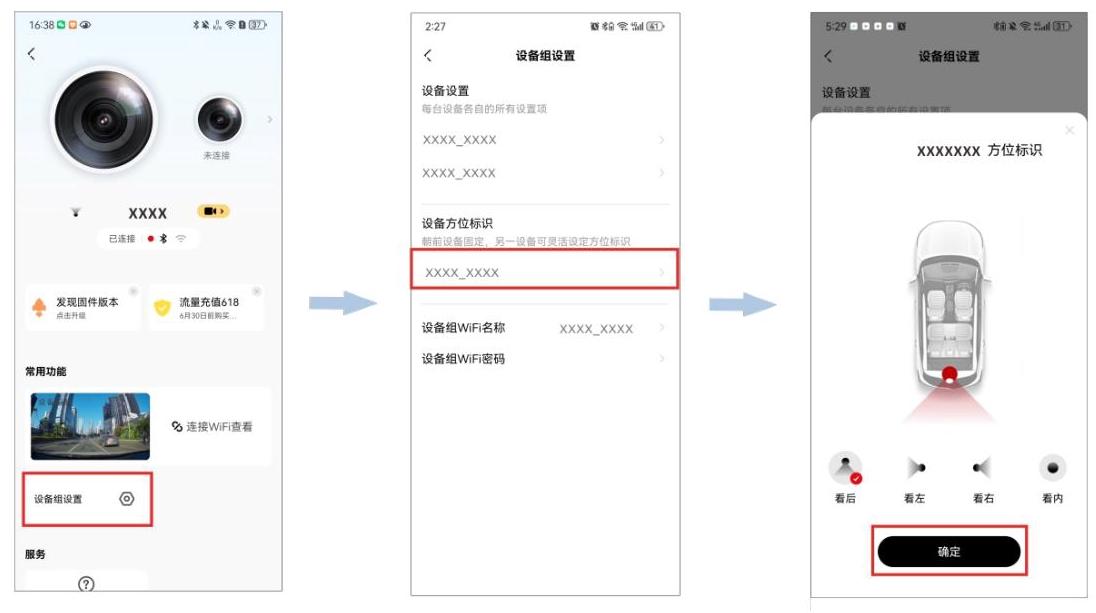 16:38
37
未连接
XXXX
已连接
发现固件版本
点击升级
流量充值618
6月30日前购买...
常用功能
连接WiFi查看
设备组设置
服务
2:27
61
设备组设置
设备设置
每台设备各自的所有设置项
XXXX_XXXX
XXXX_XXXX
设备方位标识
朝前设备固定，另一设备可灵活设定方位标识
XXXX_XXXX
设备组WiFi名称 XXXX_XXXX
设备组WiFi密码
5:29
31
设备组设置
设备设置
每台设备各自的所有设置项
XXXXXXX 方位标识
看后 看左 看右 看内
确定